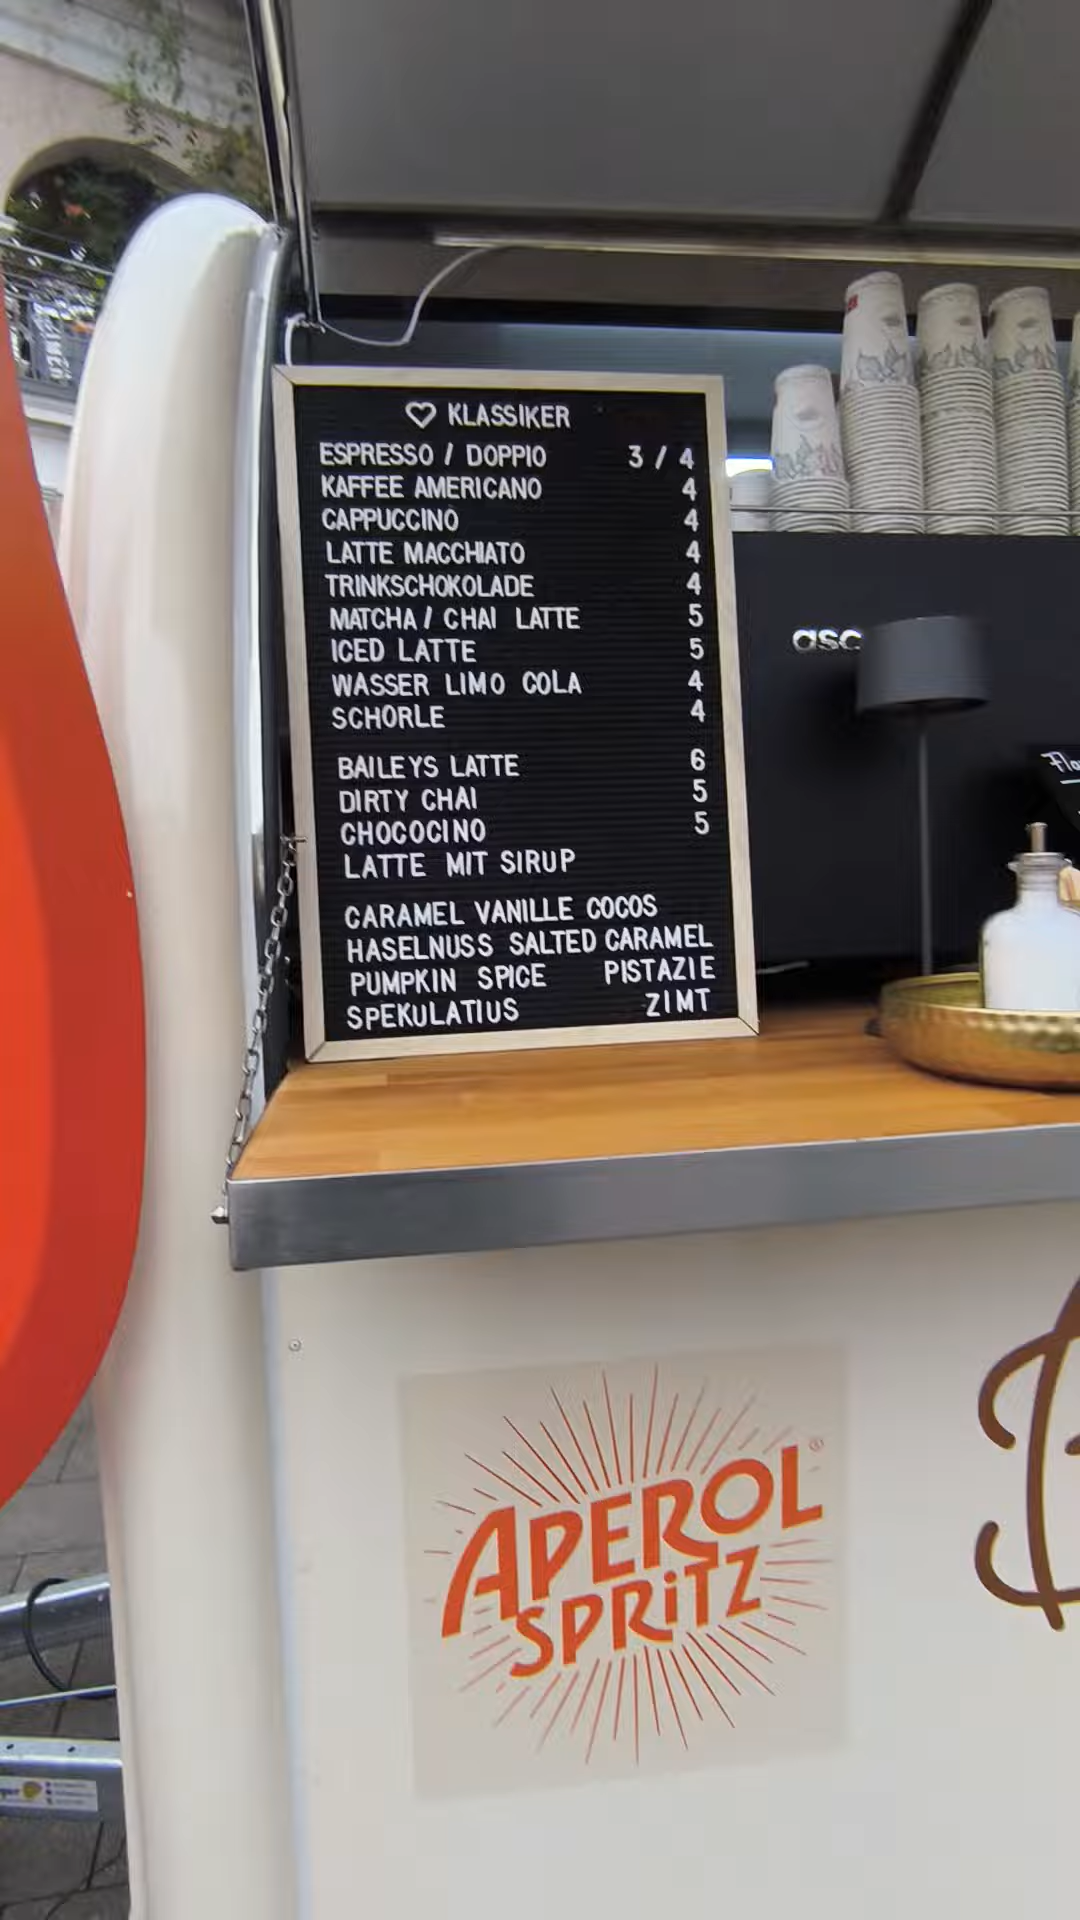 ♡ KLASSIKER
ESPRESSO / DOPPIO 3 / 4
KAFFEE AMERICANO 4
CAPPUCCINO 4
LATTE MACCHIATO 4
TRINKSCHOKOLADE 4
MATCHA / CHAI LATTE 5
ICED LATTE 5
WASSER LIMO COLA 4
SCHORLE 4
BAILEYS LATTE 6
DIRTY CHAI 5
CHOCOCINO 5
LATTE MIT SIRUP
CARAMEL VANILLE COCOS
HASELNUSS SALTED CARAMEL
PUMPKIN SPICE PISTAZIE
SPEKULATIUS ZIMT
APEROL®
SPRiTZ